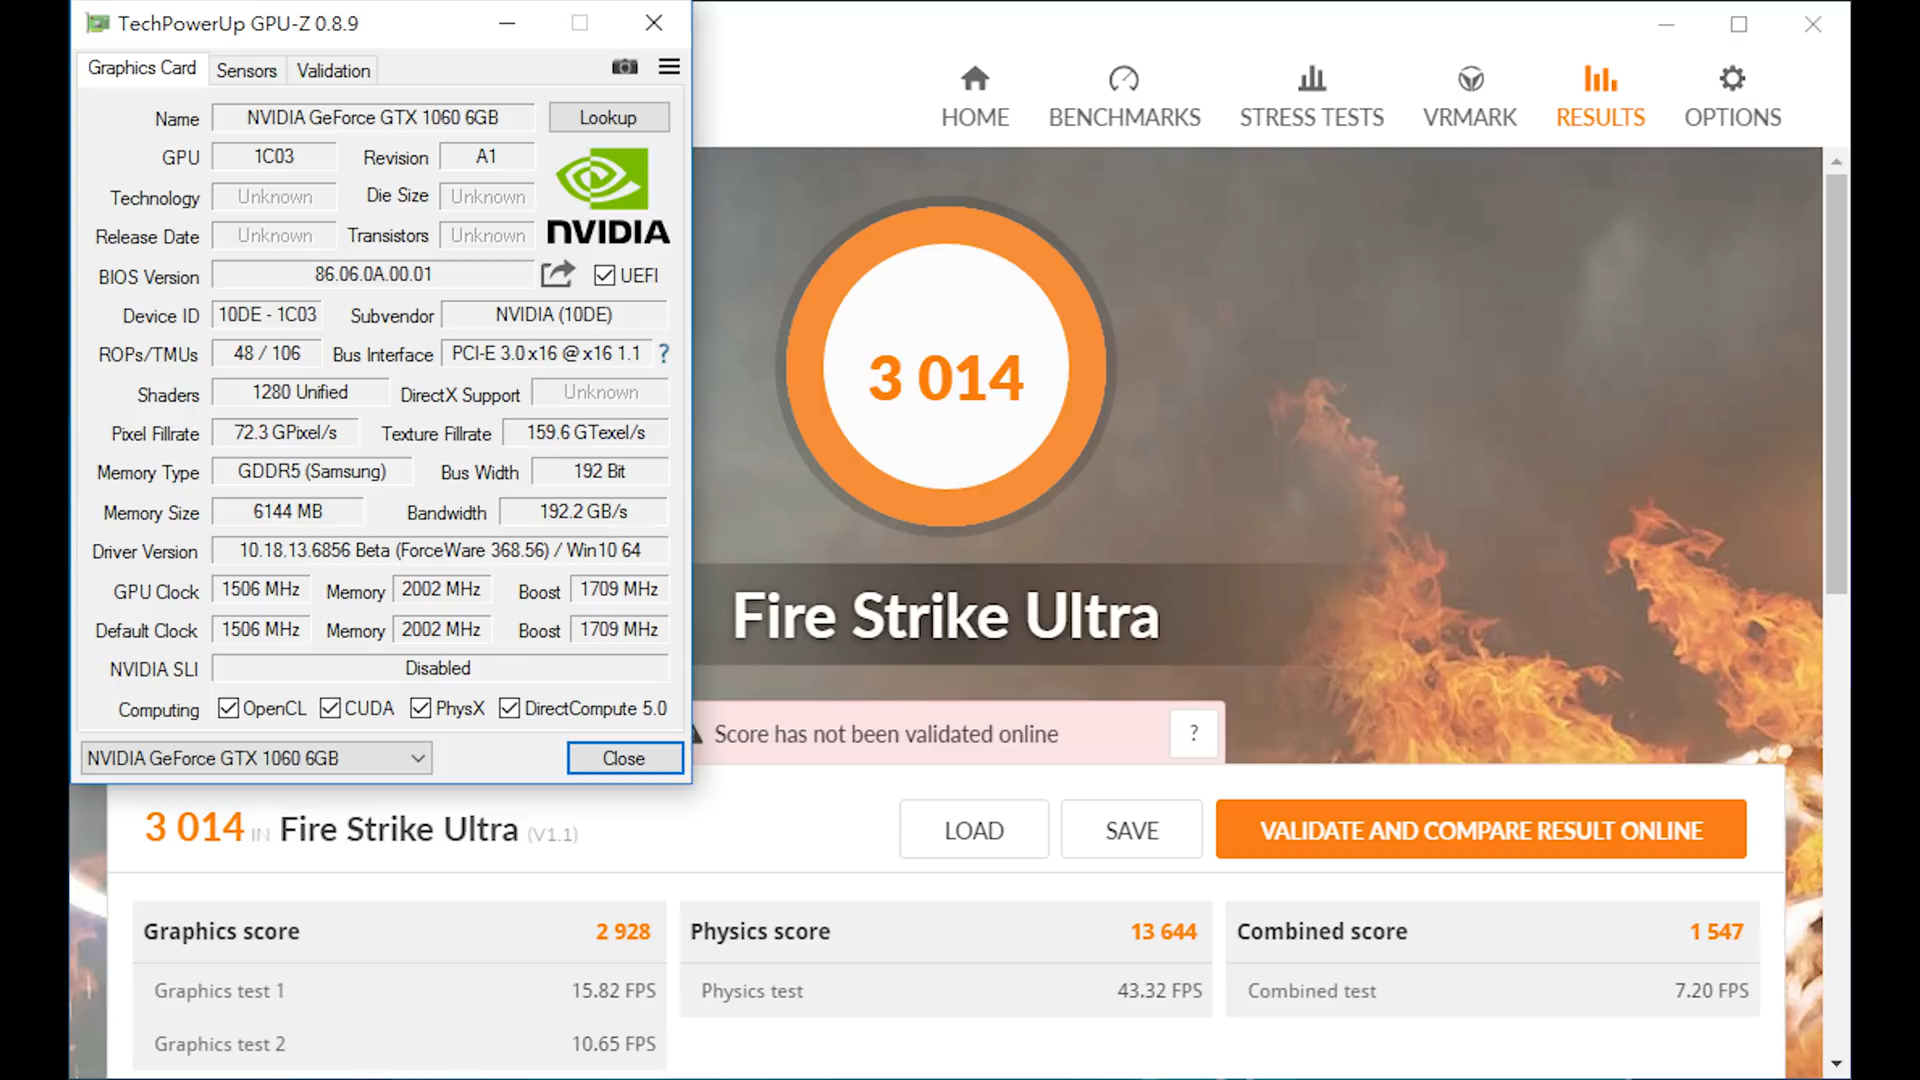 TechPowerUp GPU-Z 0.8.9
Graphics Card Sensors Validation
Name NVIDIA GeForce GTX 1060 6GB Lookup
GPU 1C03 Revision A1
Technology Unknown Die Size Unknown
Release Date Unknown Transistors Unknown
NVIDIA
BIOS Version 86.06.0A.00.01 UEFI
Device ID 10DE - 1C03 Subvendor NVIDIA (10DE)
ROPs/TMUs 48 / 106 Bus Interface PCI-E 3.0 x16 @ x16 1.1 ?
Shaders 1280 Unified DirectX Support Unknown
Pixel Fillrate 72.3 GPixel/s Texture Fillrate 159.6 GTexel/s
Memory Type GDDR5 (Samsung) Bus Width 192 Bit
Memory Size 6144 MB Bandwidth 192.2 GB/s
Driver Version 10.18.13.6856 Beta (ForceWare 368.56) / Win10 64
GPU Clock 1506 MHz Memory 2002 MHz Boost 1709 MHz
Default Clock 1506 MHz Memory 2002 MHz Boost 1709 MHz
NVIDIA SLI Disabled
Computing OpenCL CUDA PhysX DirectCompute 5.0
NVIDIA GeForce GTX 1060 6GB Close
HOME BENCHMARKS STRESS TESTS VRMARK RESULTS OPTIONS
3 014
Fire Strike Ultra
Score has not been validated online ?
3 014 IN Fire Strike Ultra (V1.1) LOAD SAVE VALIDATE AND COMPARE RESULT ONLINE
Graphics score 2 928
Graphics test 1 15.82 FPS
Graphics test 2 10.65 FPS
Physics score 13 644
Physics test 43.32 FPS
Combined score 1 547
Combined test 7.20 FPS